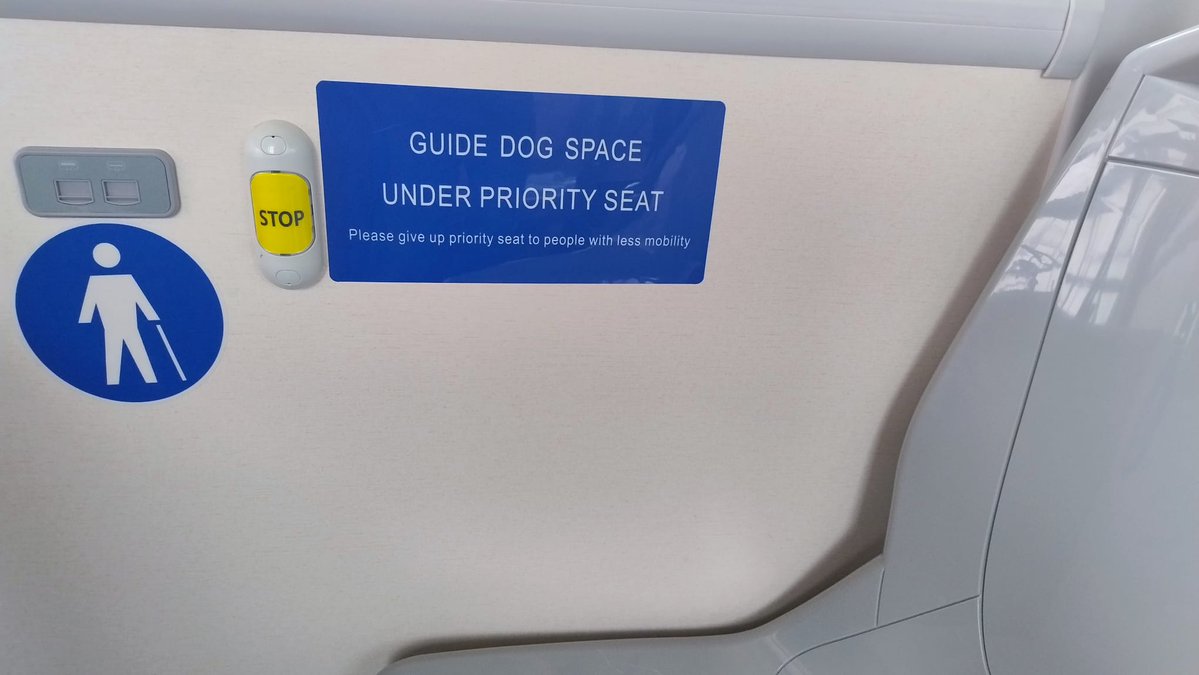 GUIDE DOG SPACE
UNDER PRIORITY SEAT
Please give up priority seat to people with less mobility
STOP